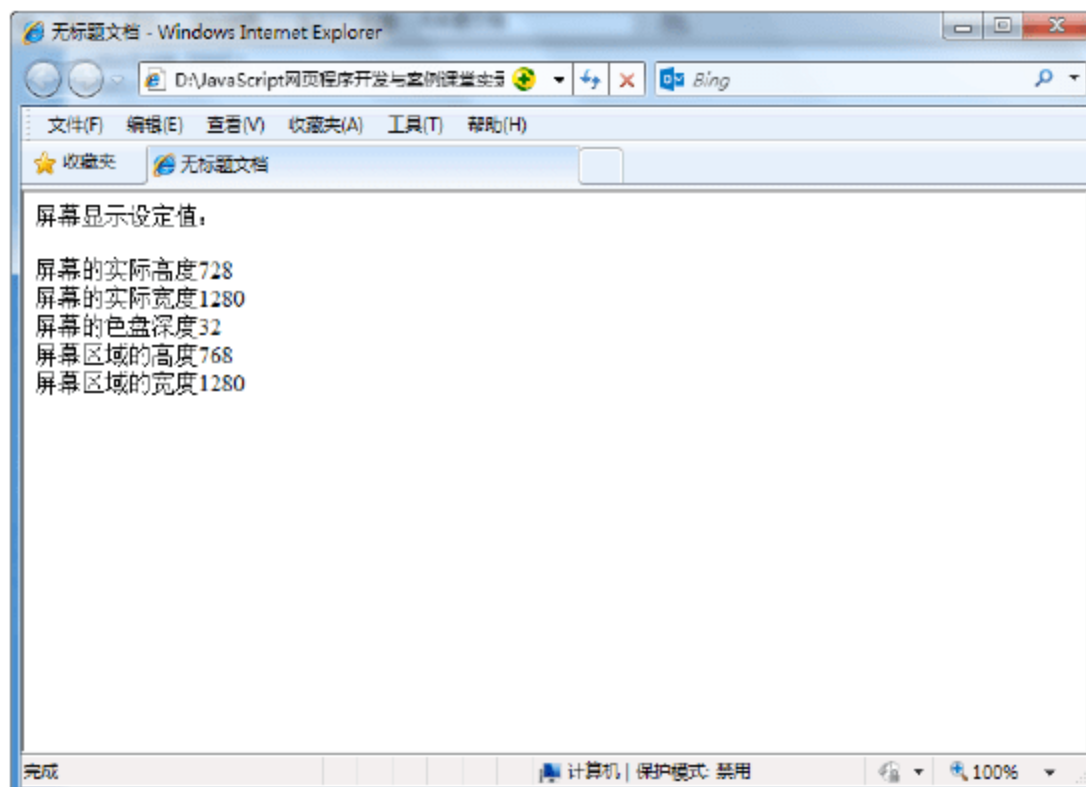 无标题文档 - Windows Internet Explorer
D:\JavaScript网页程序开发与案例课堂实录
Bing
文件(F) 编辑(E) 查看(V) 收藏夹(A) 工具(T) 帮助(H)
收藏夹 无标题文档
屏幕显示设定值：
屏幕的实际高度728
屏幕的实际宽度1280
屏幕的色盘深度32
屏幕区域的高度768
屏幕区域的宽度1280
完成 计算机 | 保护模式: 禁用 100%